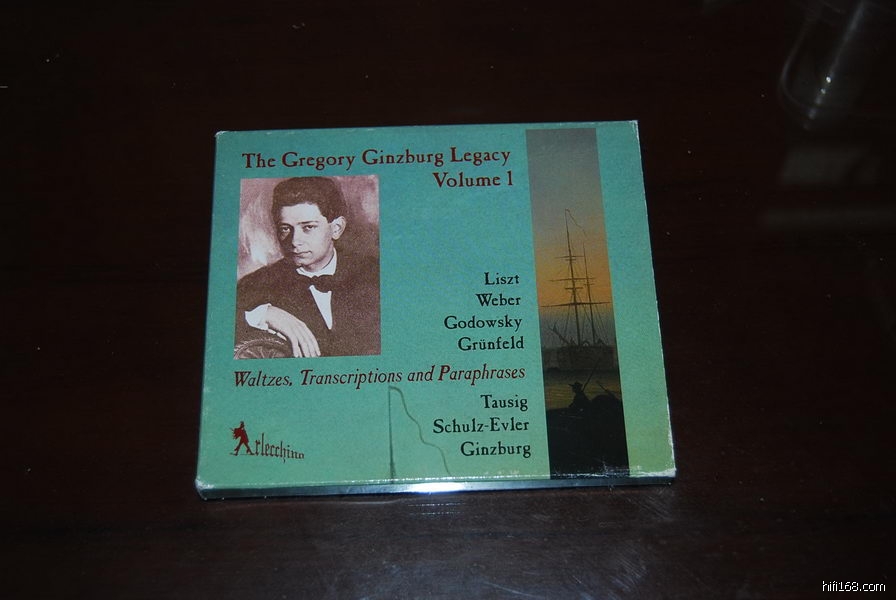 The Gregory Ginzburg Legacy
Volume 1
Liszt
Weber
Godowsky
Grünfeld
Waltzes, Transcriptions and Paraphrases
Tausig
Schulz-Evler
Ginzburg
Arlecchino
hifi168.com